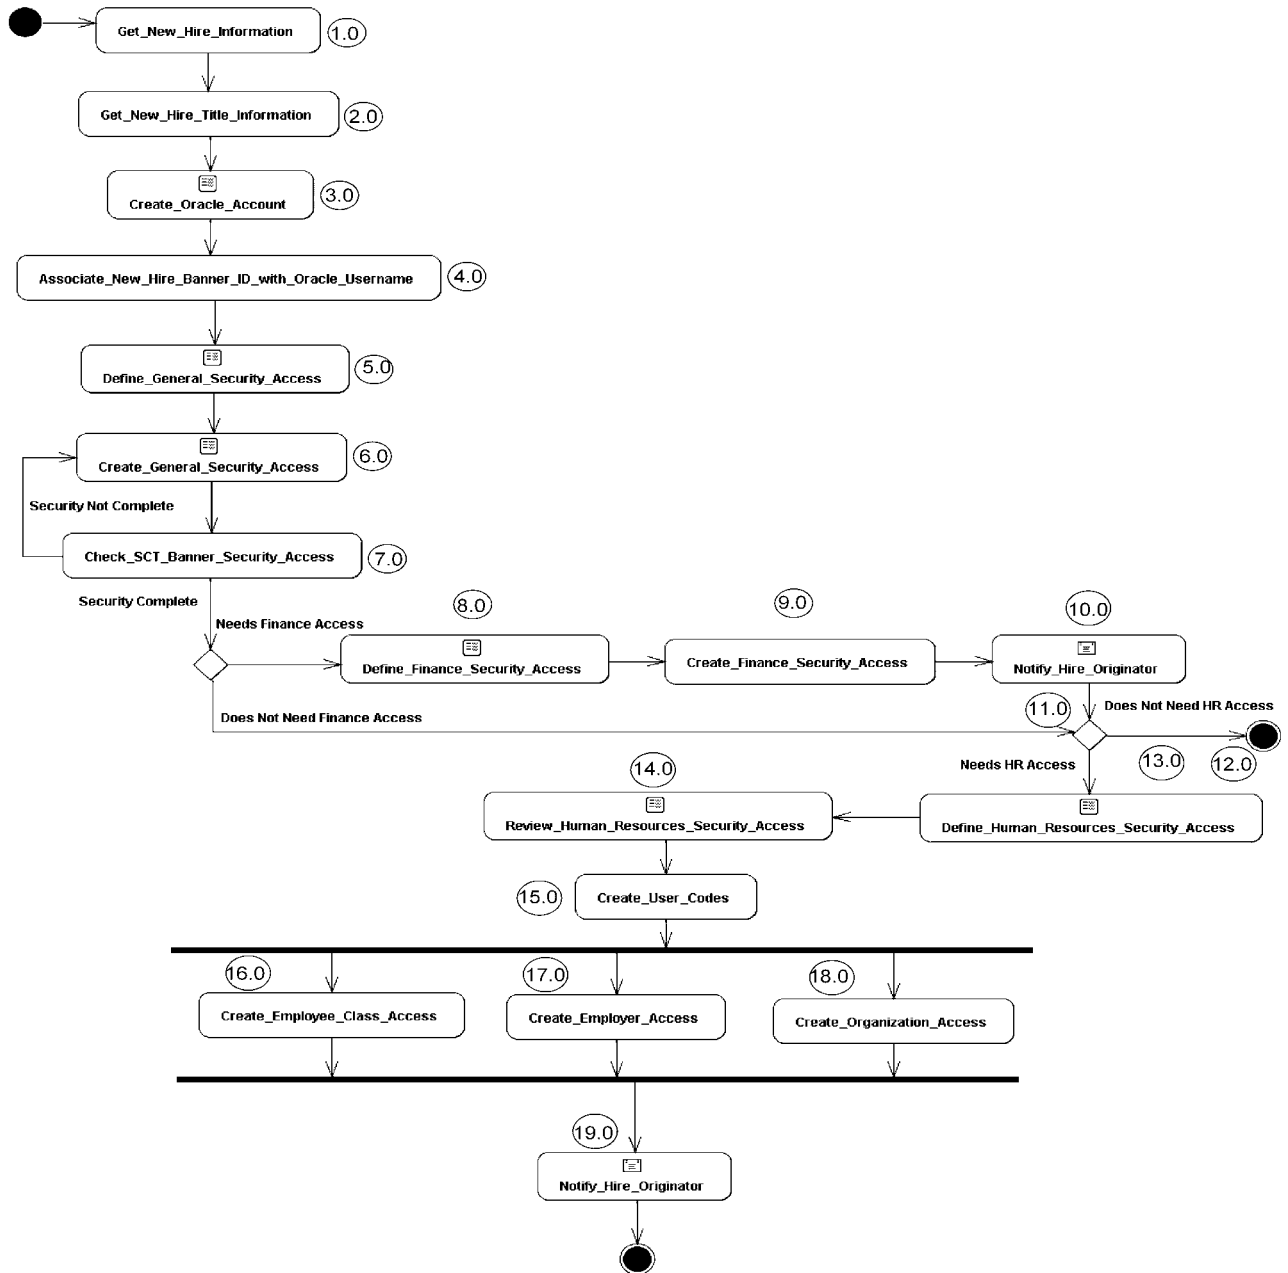 Get_New_Hire_Information
1.0
Get_New_Hire_Title_Information
2.0
Create_Oracle_Account
3.0
Associate_New_Hire_Banner_ID_with_Oracle_Username
4.0
Define_General_Security_Access
5.0
Create_General_Security_Access
6.0
Security Not Complete
Check_SCT_Banner_Security_Access
7.0
Security Complete
Needs Finance Access
8.0
Define_Finance_Security_Access
9.0
Create_Finance_Security_Access
10.0
Notify_Hire_Originator
Does Not Need Finance Access
11.0
Does Not Need HR Access
Needs HR Access
13.0
12.0
14.0
Review_Human_Resources_Security_Access
Define_Human_Resources_Security_Access
15.0
Create_User_Codes
16.0
Create_Employee_Class_Access
17.0
Create_Employer_Access
18.0
Create_Organization_Access
19.0
Notify_Hire_Originator